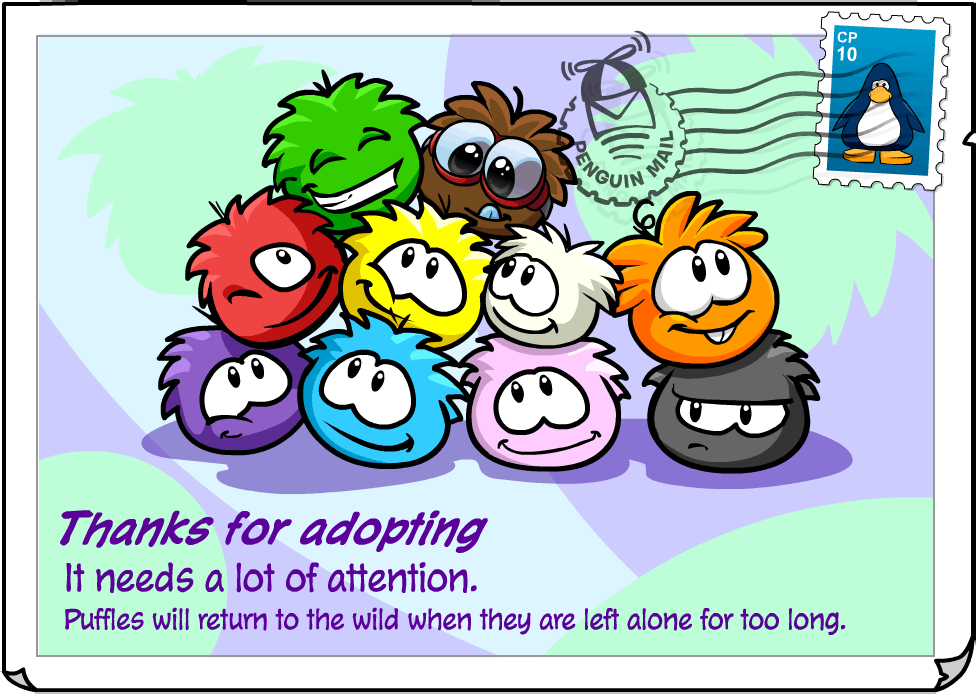 CP
10
PENGUIN MAIL
Thanks for adopting
It needs a lot of attention.
Puffles will return to the wild when they are left alone for too long.